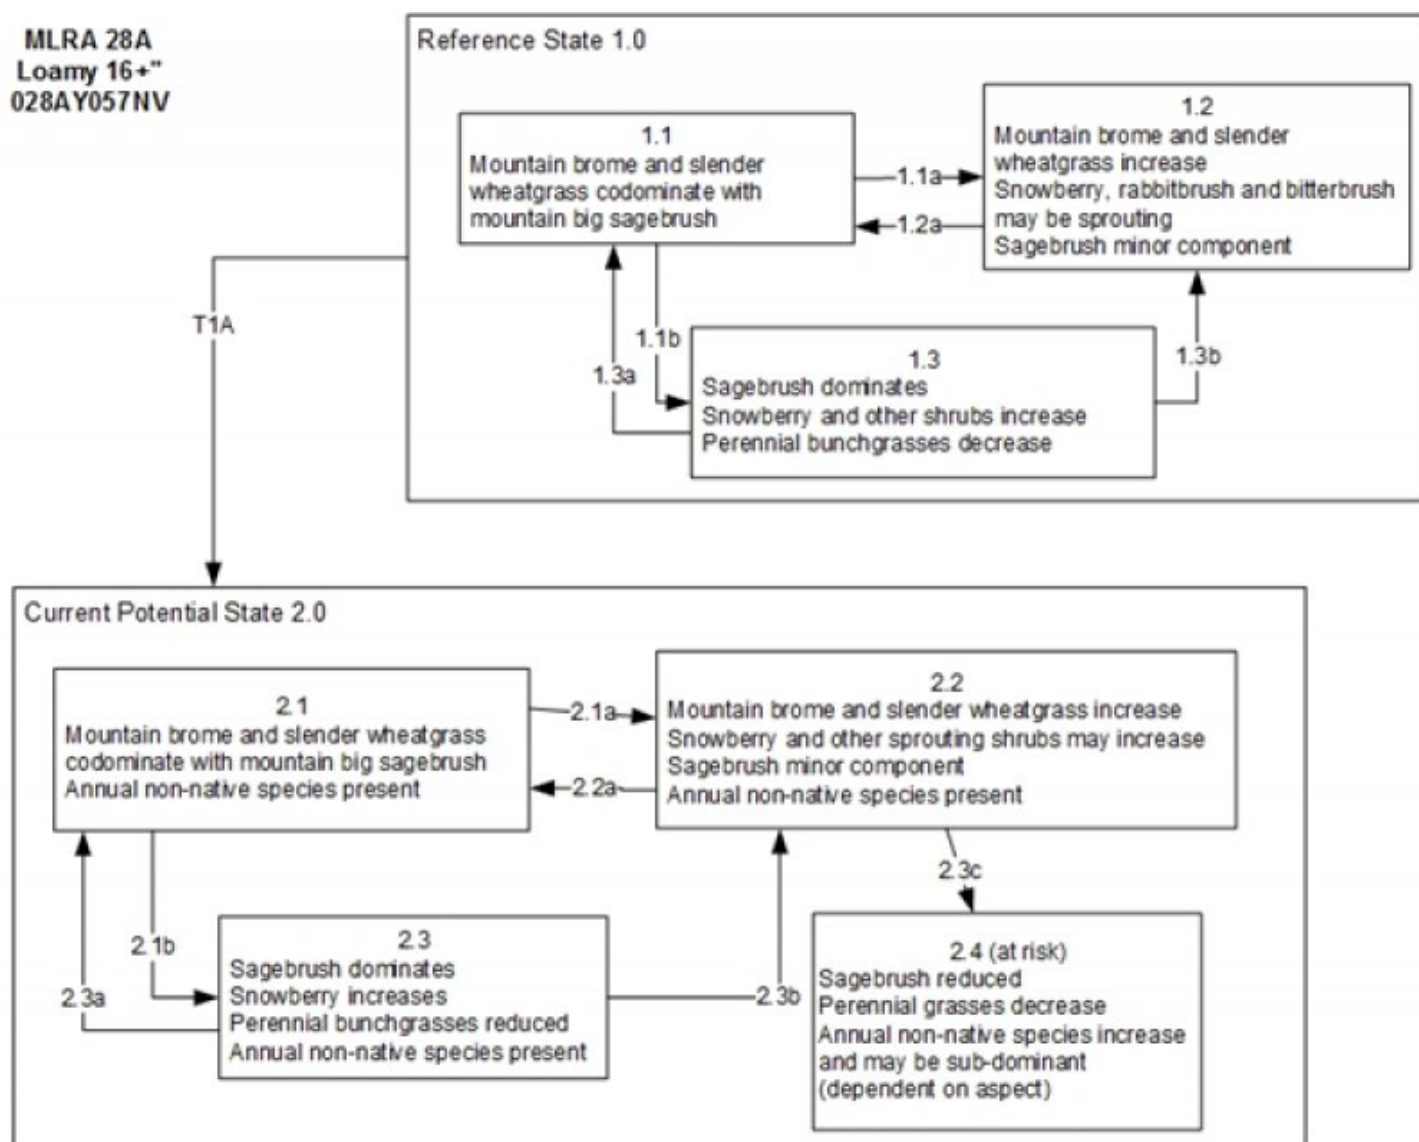 MLRA 28A
Loamy 16+"
028AY057NV
Reference State 1.0
1.1
Mountain brome and slender
wheatgrass codominate with
mountain big sagebrush
1.1a
1.2a
1.2
Mountain brome and slender
wheatgrass increase
Snowberry, rabbitbrush and bitterbrush
may be sprouting
Sagebrush minor component
T1A
1.1b
1.3a
1.3
Sagebrush dominates
Snowberry and other shrubs increase
Perennial bunchgrasses decrease
1.3b
Current Potential State 2.0
2.1
Mountain brome and slender wheatgrass
codominate with mountain big sagebrush
Annual non-native species present
2.1a
2.2a
2.2
Mountain brome and slender wheatgrass increase
Snowberry and other sprouting shrubs may increase
Sagebrush minor component
Annual non-native species present
2.1b
2.3a
2.3
Sagebrush dominates
Snowberry increases
Perennial bunchgrasses reduced
Annual non-native species present
2.3b
2.3c
2.4 (at risk)
Sagebrush reduced
Perennial grasses decrease
Annual non-native species increase
and may be sub-dominant
(dependent on aspect)